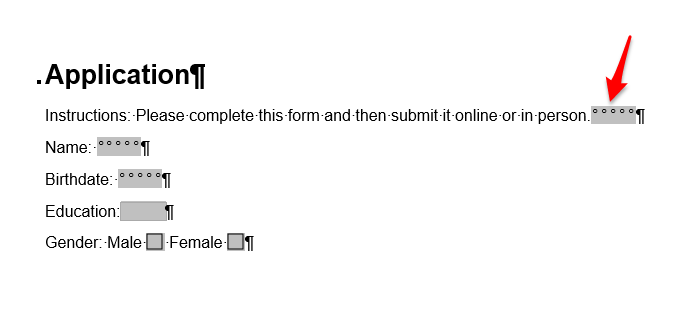 Application¶
Instructions:·Please·complete·this·form·and·then·submit·it·online·or·in·person.°°°°°¶
Name:·°°°°°¶
Birthdate:·°°°°°¶
Education:¶
Gender:·Male·☐·Female·☐¶